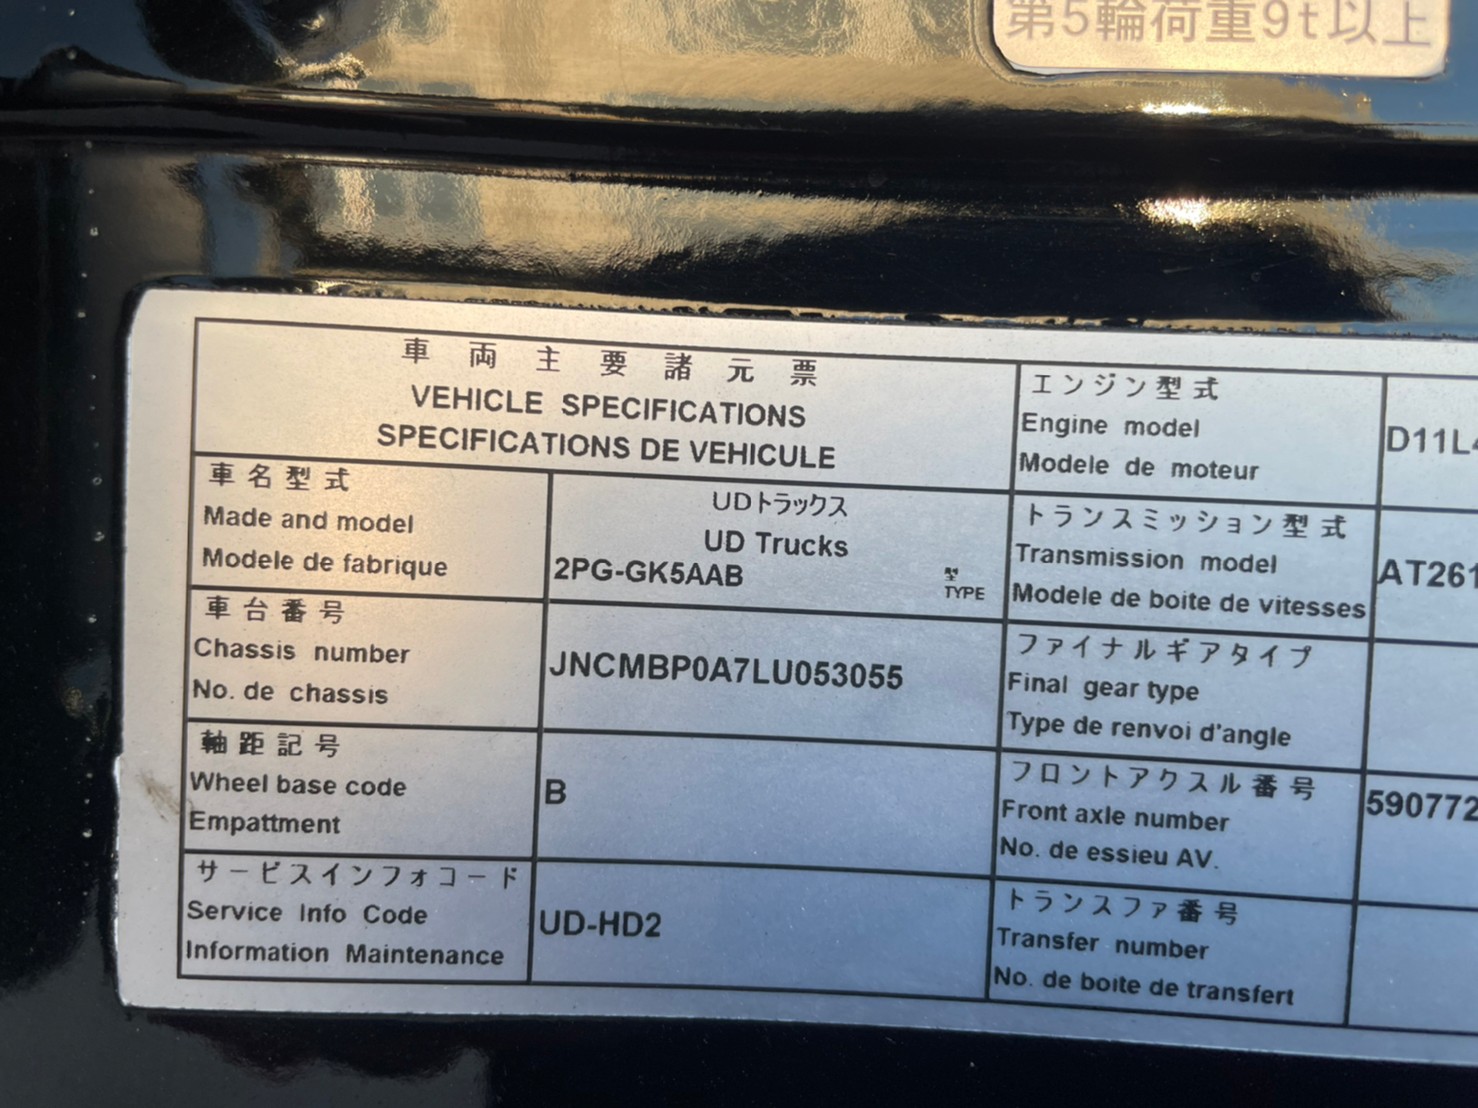 第5輪荷重9t以上
車両主要諸元票
VEHICLE SPECIFICATIONS
SPECIFICATIONS DE VEHICULE
車名型式
Made and model
Modele de fabrique
UDトラックス
UD Trucks
2PG-GK5AAB
型
TYPE
車台番号
Chassis number
No. de chassis
JNCMBP0A7LU053055
軸距記号
Wheel base code
Empattment
B
サービスインフォコード
Service Info Code
Information Maintenance
UD-HD2
エンジン型式
Engine model
Modele de moteur
D11L4
トランスミッション型式
Transmission model
Modele de boite de vitesses
AT261
ファイナルギアタイプ
Final gear type
Type de renvoi d'angle
フロントアクスル番号
Front axle number
No. de essieu AV.
590772
トランスファ番号
Transfer number
No. de boite de transfert